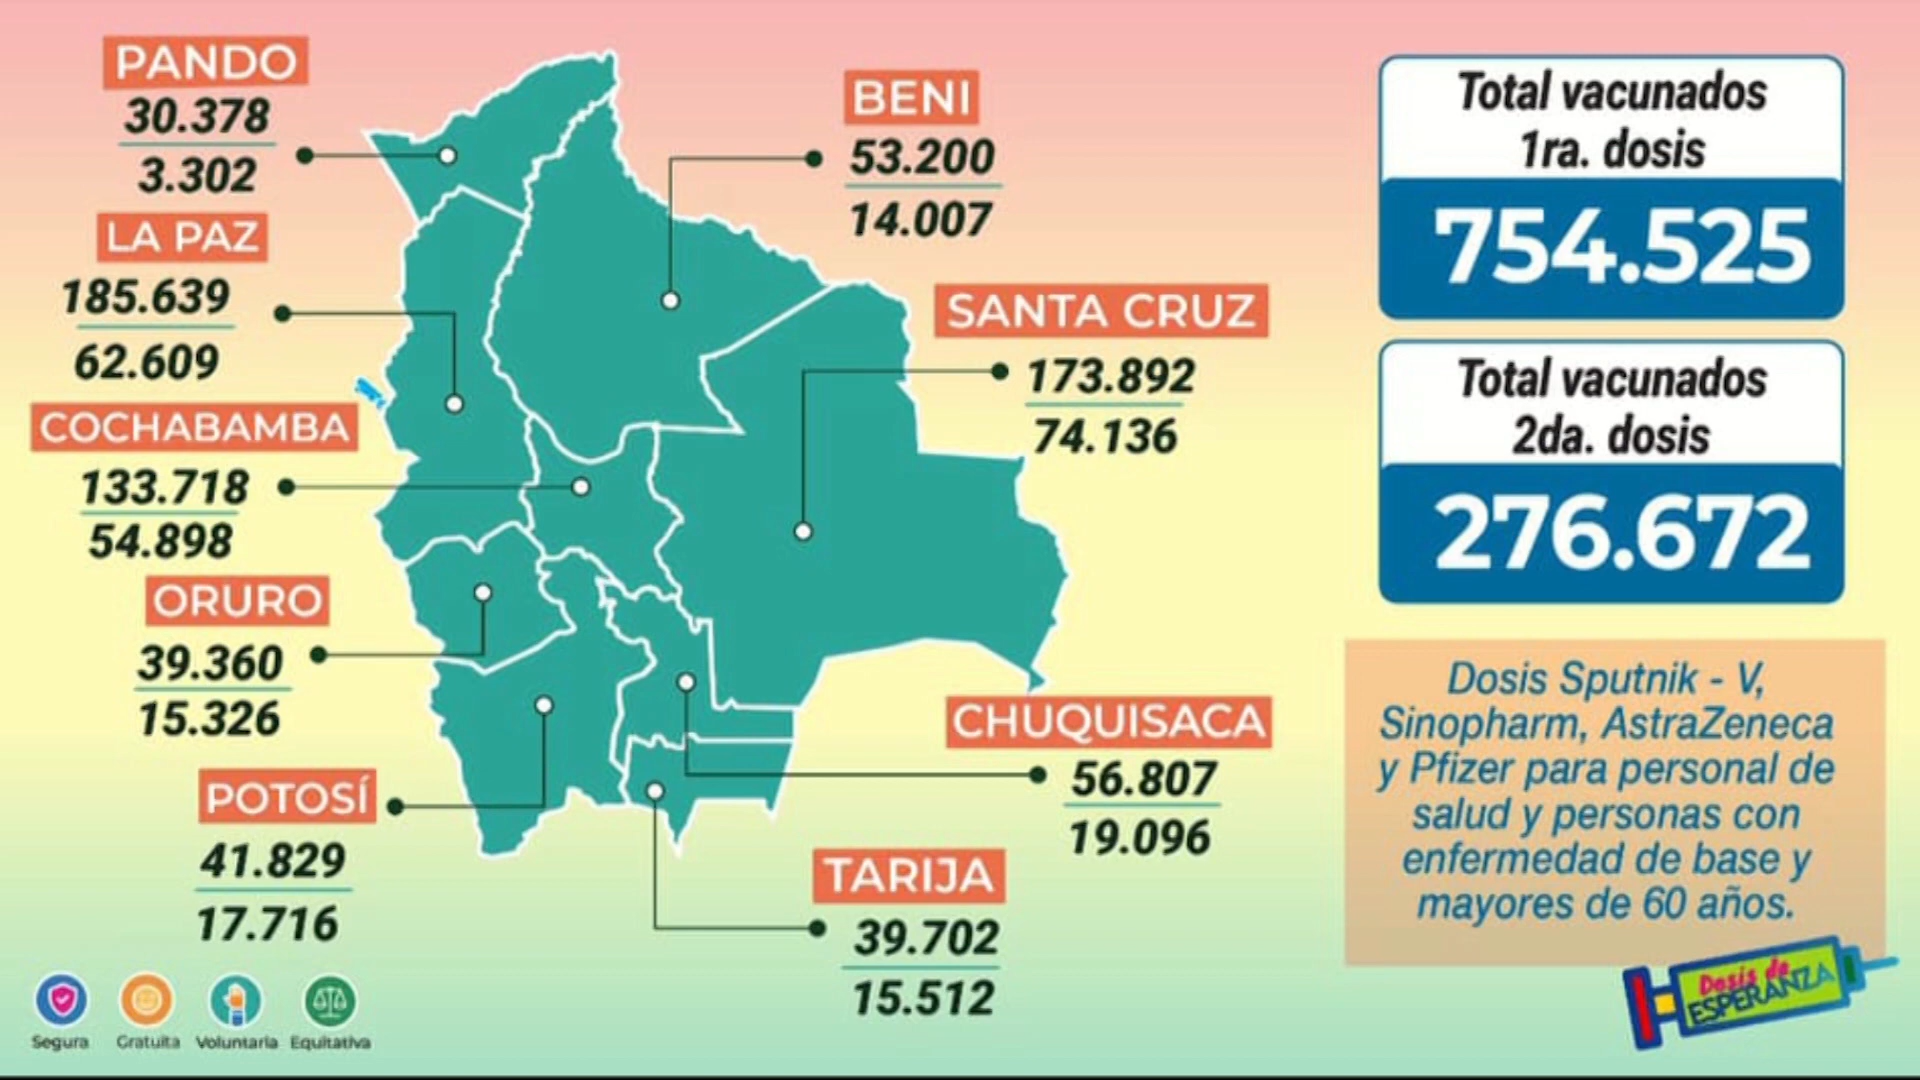 PANDO
30.378
3.302
LA PAZ
185.639
62.609
COCHABAMBA
133.718
54.898
ORURO
39.360
15.326
POTOSÍ
41.829
17.716
BENI
53.200
14.007
SANTA CRUZ
173.892
74.136
CHUQUISACA
56.807
19.096
TARIJA
39.702
15.512
Total vacunados
1ra. dosis
754.525
Total vacunados
2da. dosis
276.672
Dosis Sputnik - V,
Sinopharm, AstraZeneca
y Pfizer para personal de
salud y personas con
enfermedad de base y
mayores de 60 años.
Dosis de
ESPERANZA
Segura Gratuita Voluntaria Equitativa